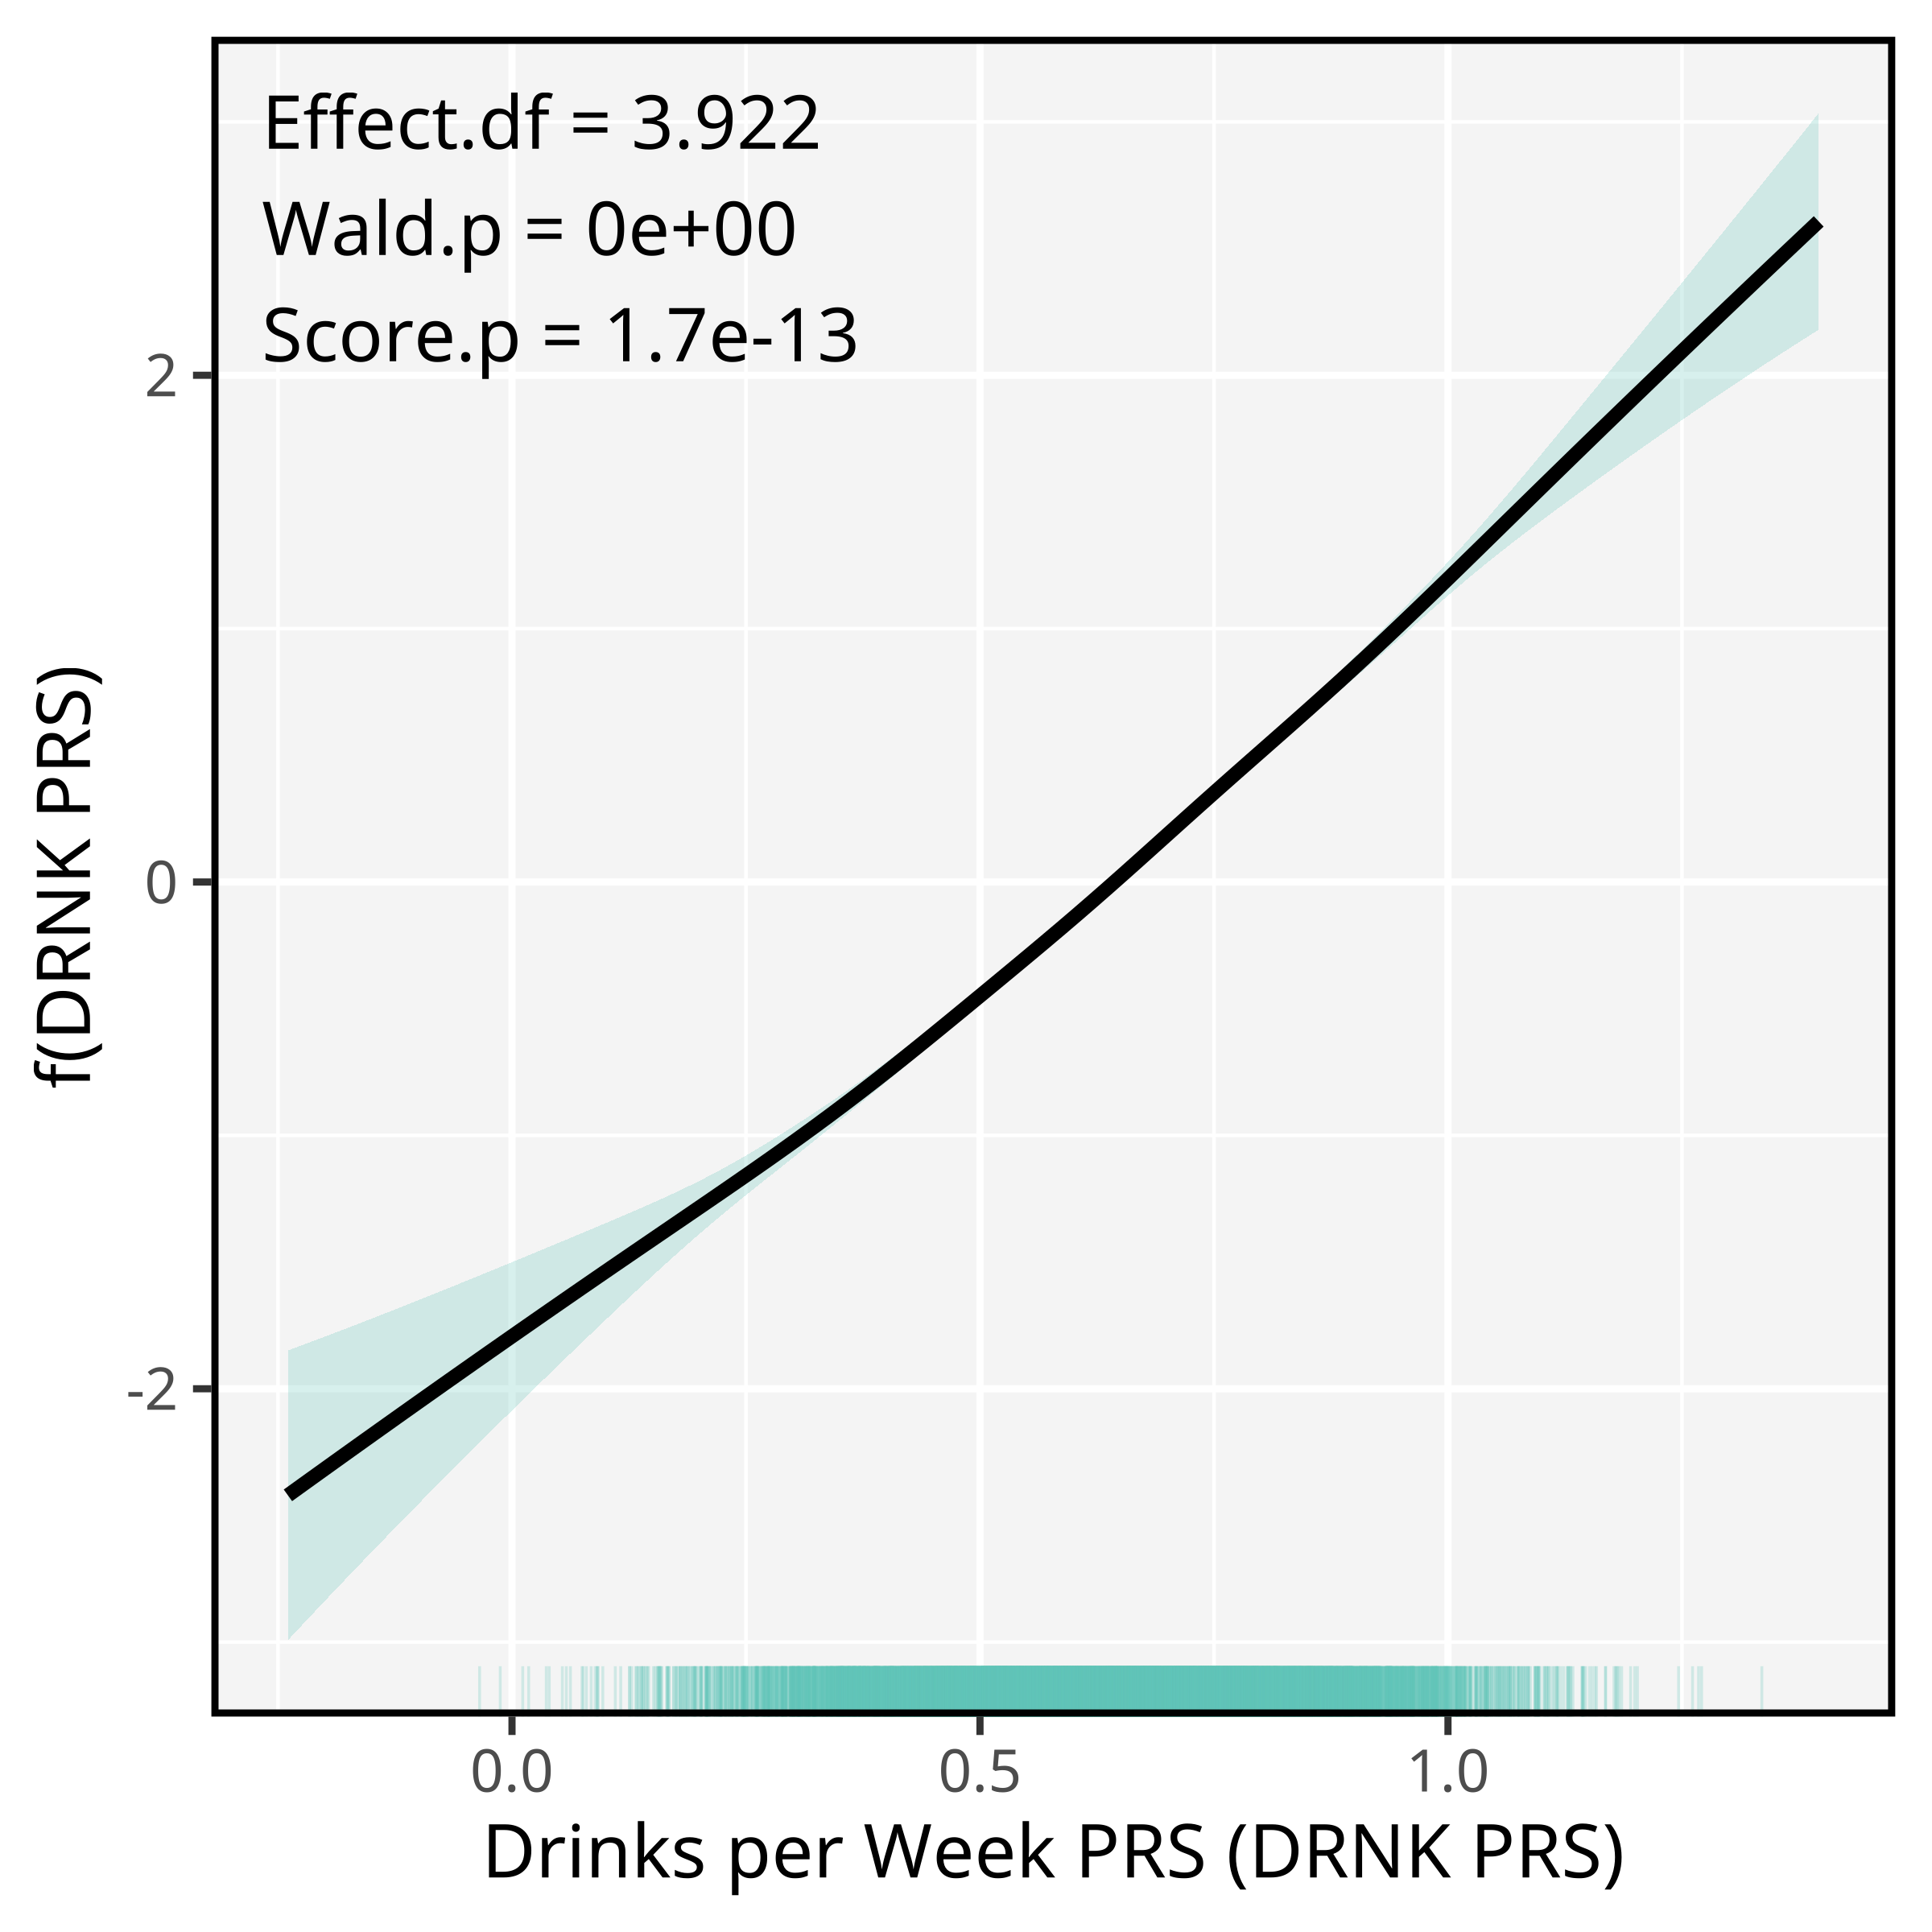 Effect.df = 3.922
Wald.p = 0e+00
Score.p = 1.7e-13
2
0
-2
f(DRNK PRS)
0.0
0.5
1.0
Drinks per Week PRS (DRNK PRS)